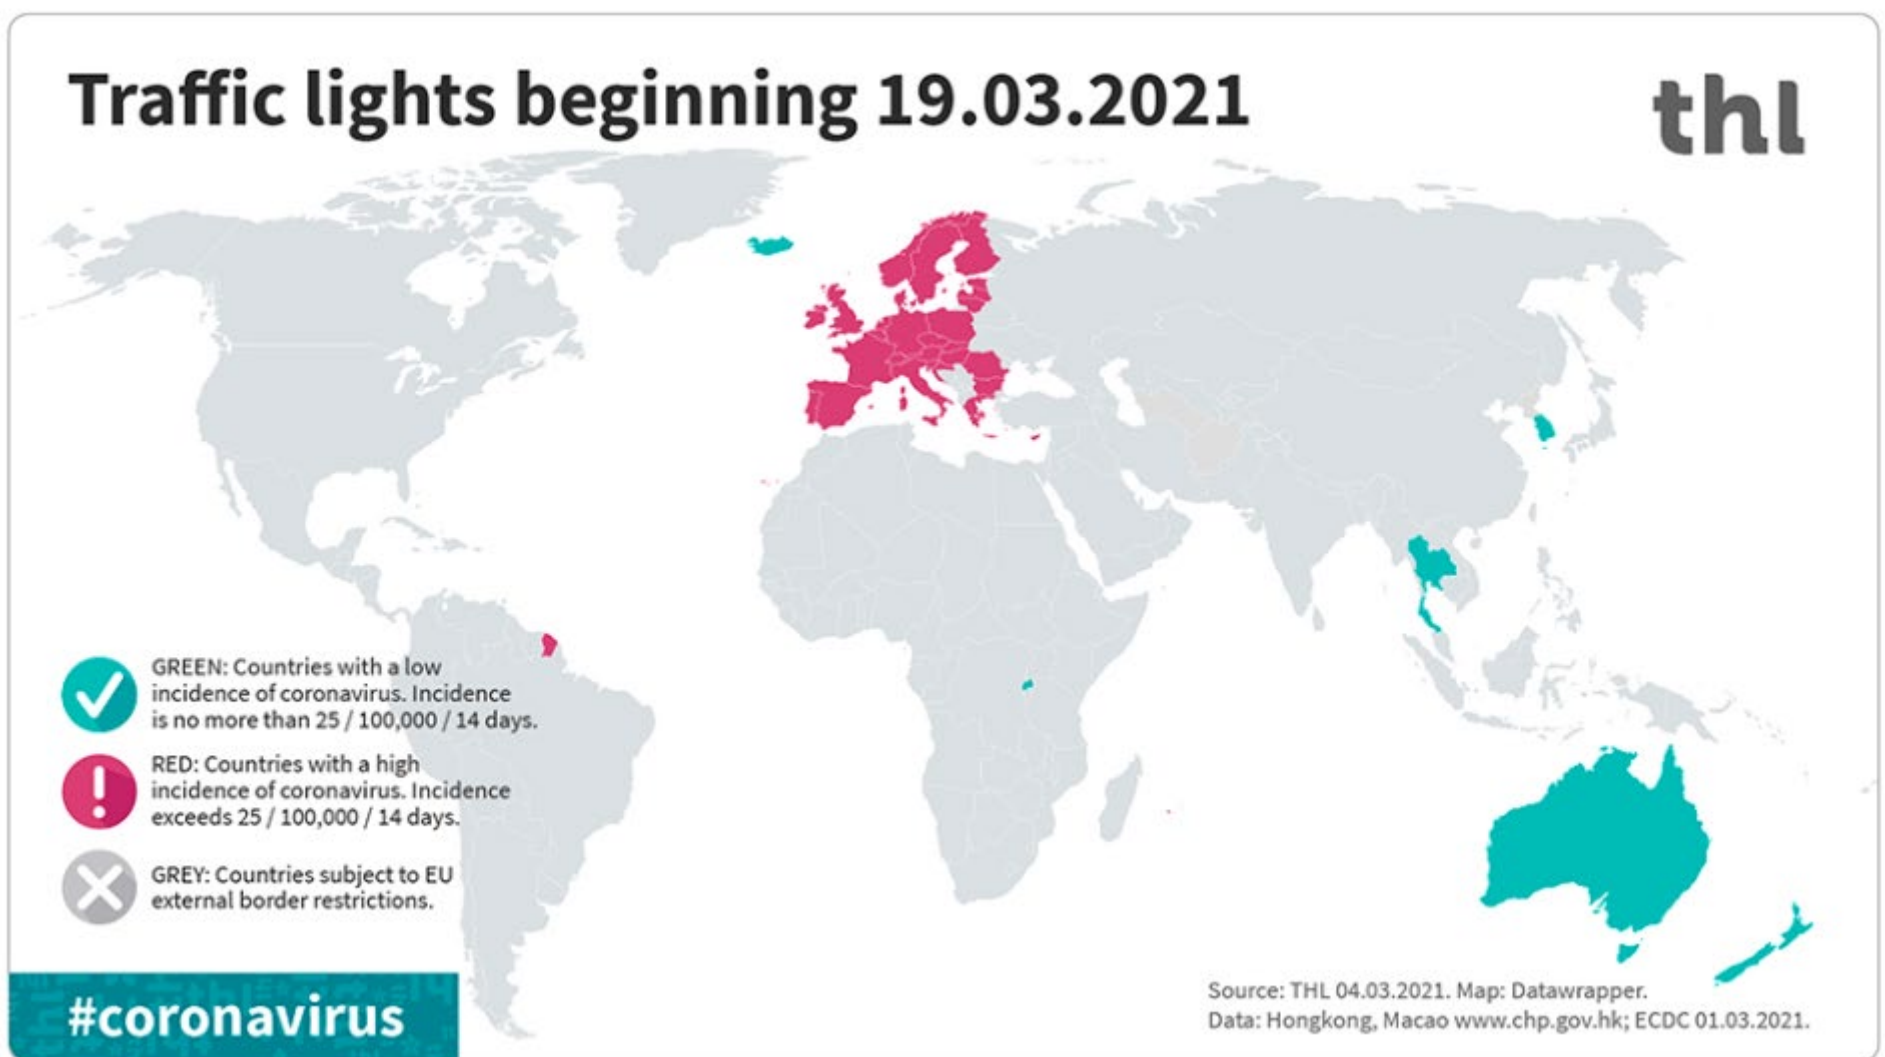 Traffic lights beginning 19.03.2021
thl
GREEN: Countries with a low
incidence of coronavirus. Incidence
is no more than 25 / 100,000 / 14 days.
RED: Countries with a high
incidence of coronavirus. Incidence
exceeds 25 / 100,000 / 14 days.
GREY: Countries subject to EU
external border restrictions.
#coronavirus
Source: THL 04.03.2021. Map: Datawrapper.
Data: Hongkong, Macao www.chp.gov.hk; ECDC 01.03.2021.